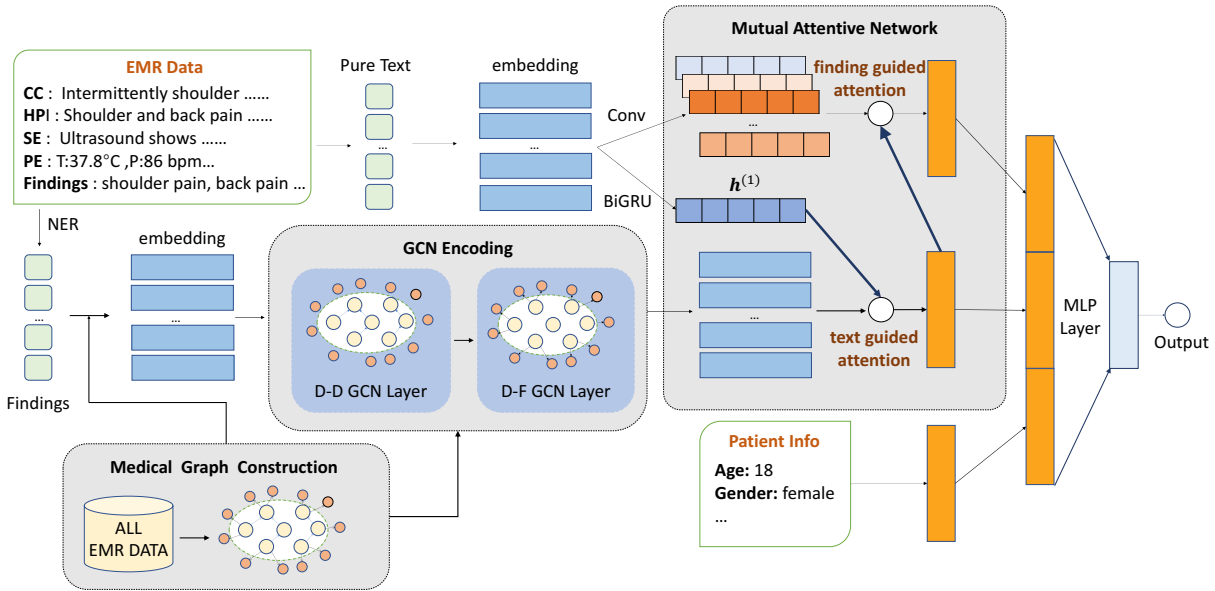 EMR Data
CC : Intermittently shoulder ……
HPI : Shoulder and back pain ……
SE : Ultrasound shows ……
PE : T:37.8°C ,P:86 bpm…
Findings : shoulder pain, back pain …
Pure Text
...
embedding
...
Conv
BiGRU
Mutual Attentive Network
finding guided
attention
...
h(1)
...
text guided
attention
NER
embedding
...
...
Findings
GCN Encoding
D-D GCN Layer
D-F GCN Layer
Medical Graph Construction
ALL
EMR DATA
Patient Info
Age: 18
Gender: female
…
MLP
Layer
Output